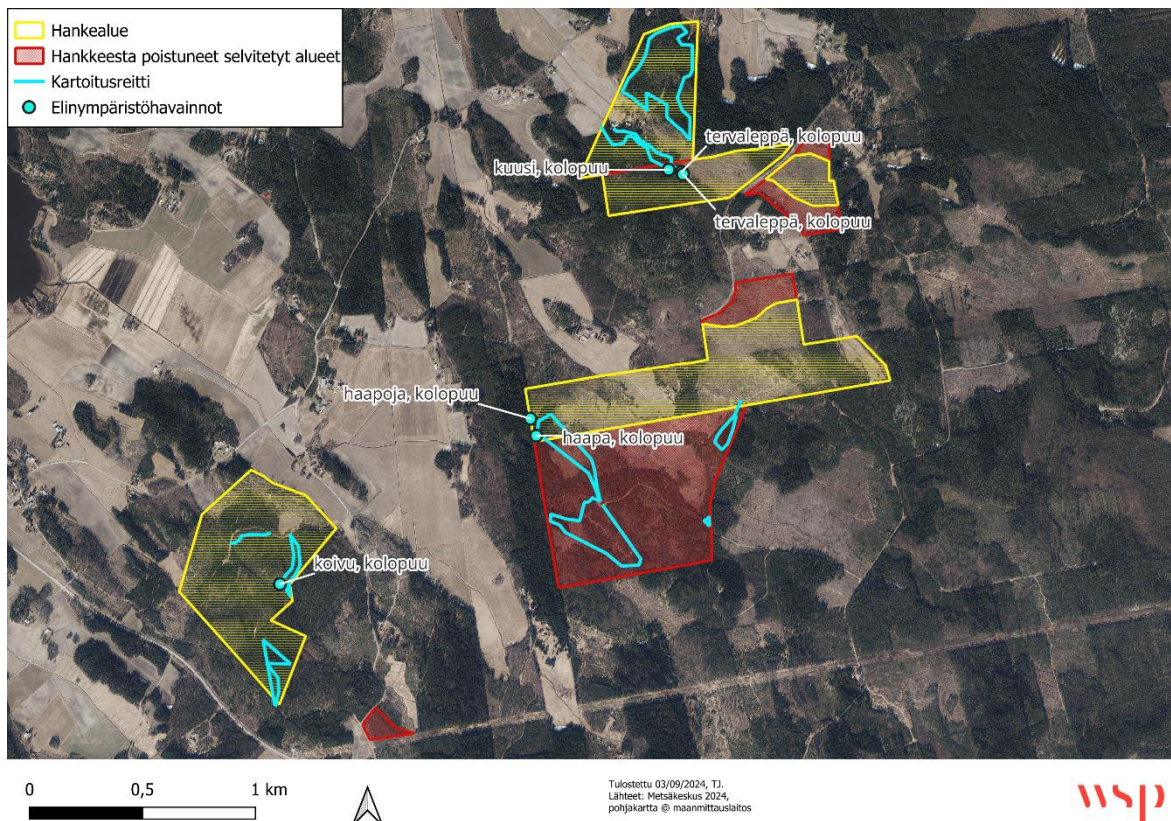 Hankealue
Hankkeesta poistuneet selvitetyt alueet
Kartoitusreitti
Elinympäristöhavainnot
tervaleppä, kolopuu
kuusi, kolopuu
tervaleppä, kolopuu
haapoja, kolopuu
haapa, kolopuu
koivu, kolopuu
0 0,5 1 km
Tulostettu 03/09/2024, TJ.
Lähteet: Metsäkeskus 2024,
pohjakartta @ maanmittauslaitos
wsp